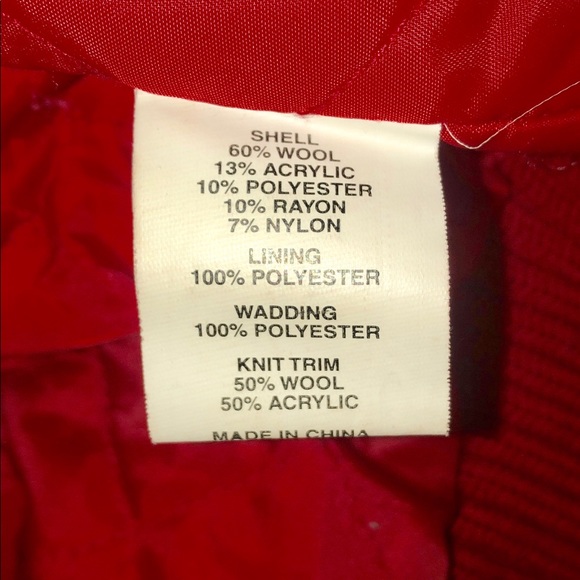 SHELL
60% WOOL
13% ACRYLIC
10% POLYESTER
10% RAYON
7% NYLON
LINING
100% POLYESTER
WADDING
100% POLYESTER
KNIT TRIM
50% WOOL
50% ACRYLIC
MADE IN CHINA